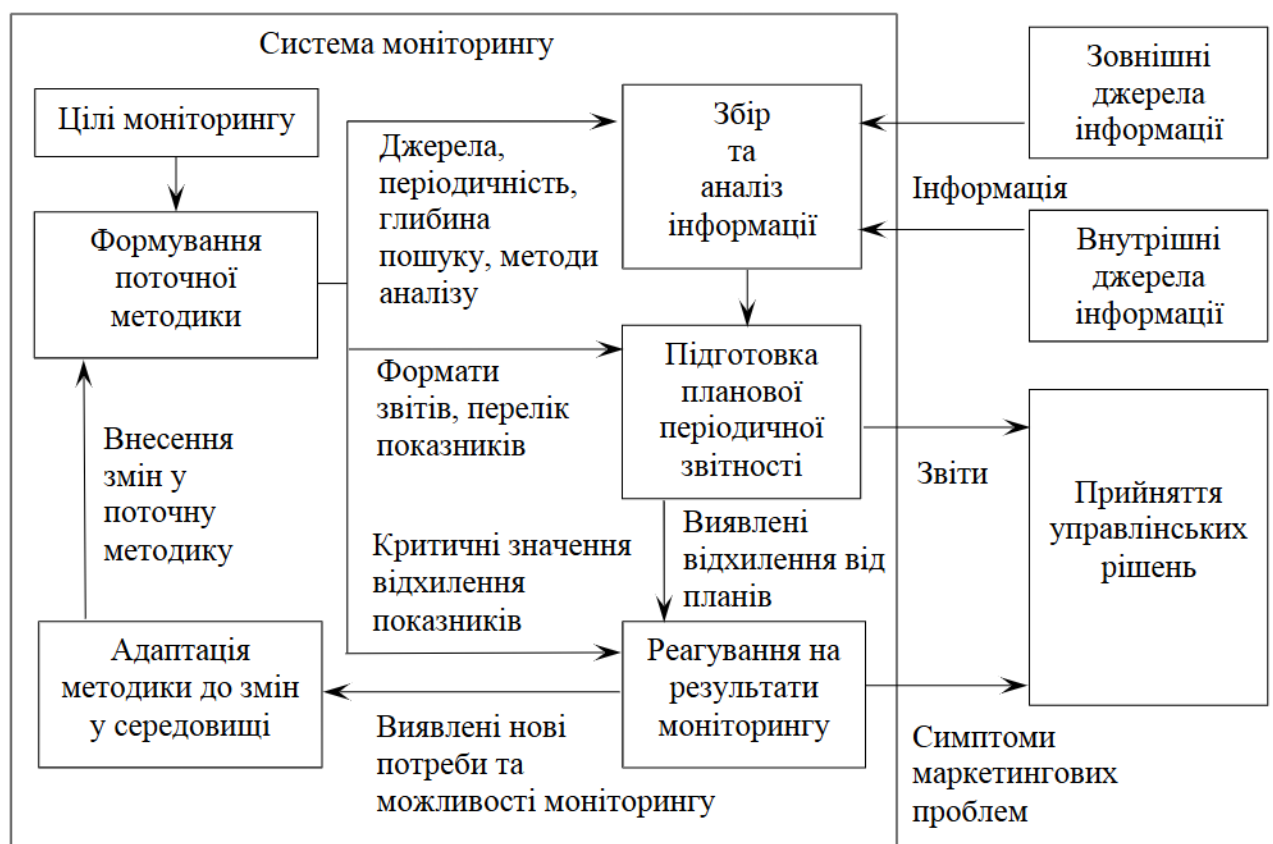 Система моніторингу
Цілі моніторингу
Формування
поточної
методики
Джерела,
періодичність,
глибина
пошуку, методи
аналізу
Збір
та
аналіз
інформації
Зовнішні
джерела
інформації
Інформація
Внутрішні
джерела
інформації
Формати
звітів, перелік
показників
Підготовка
планової
періодичної
звітності
Звіти
Прийняття
управлінських
рішень
Внесення
змін у
поточну
методику
Критичні значення
відхилення
показників
Виявлені
відхилення від
планів
Адаптація
методики до змін
у середовищі
Реагування на
результати
моніторингу
Виявлені нові
потреби та
можливості моніторингу
Симптоми
маркетингових
проблем